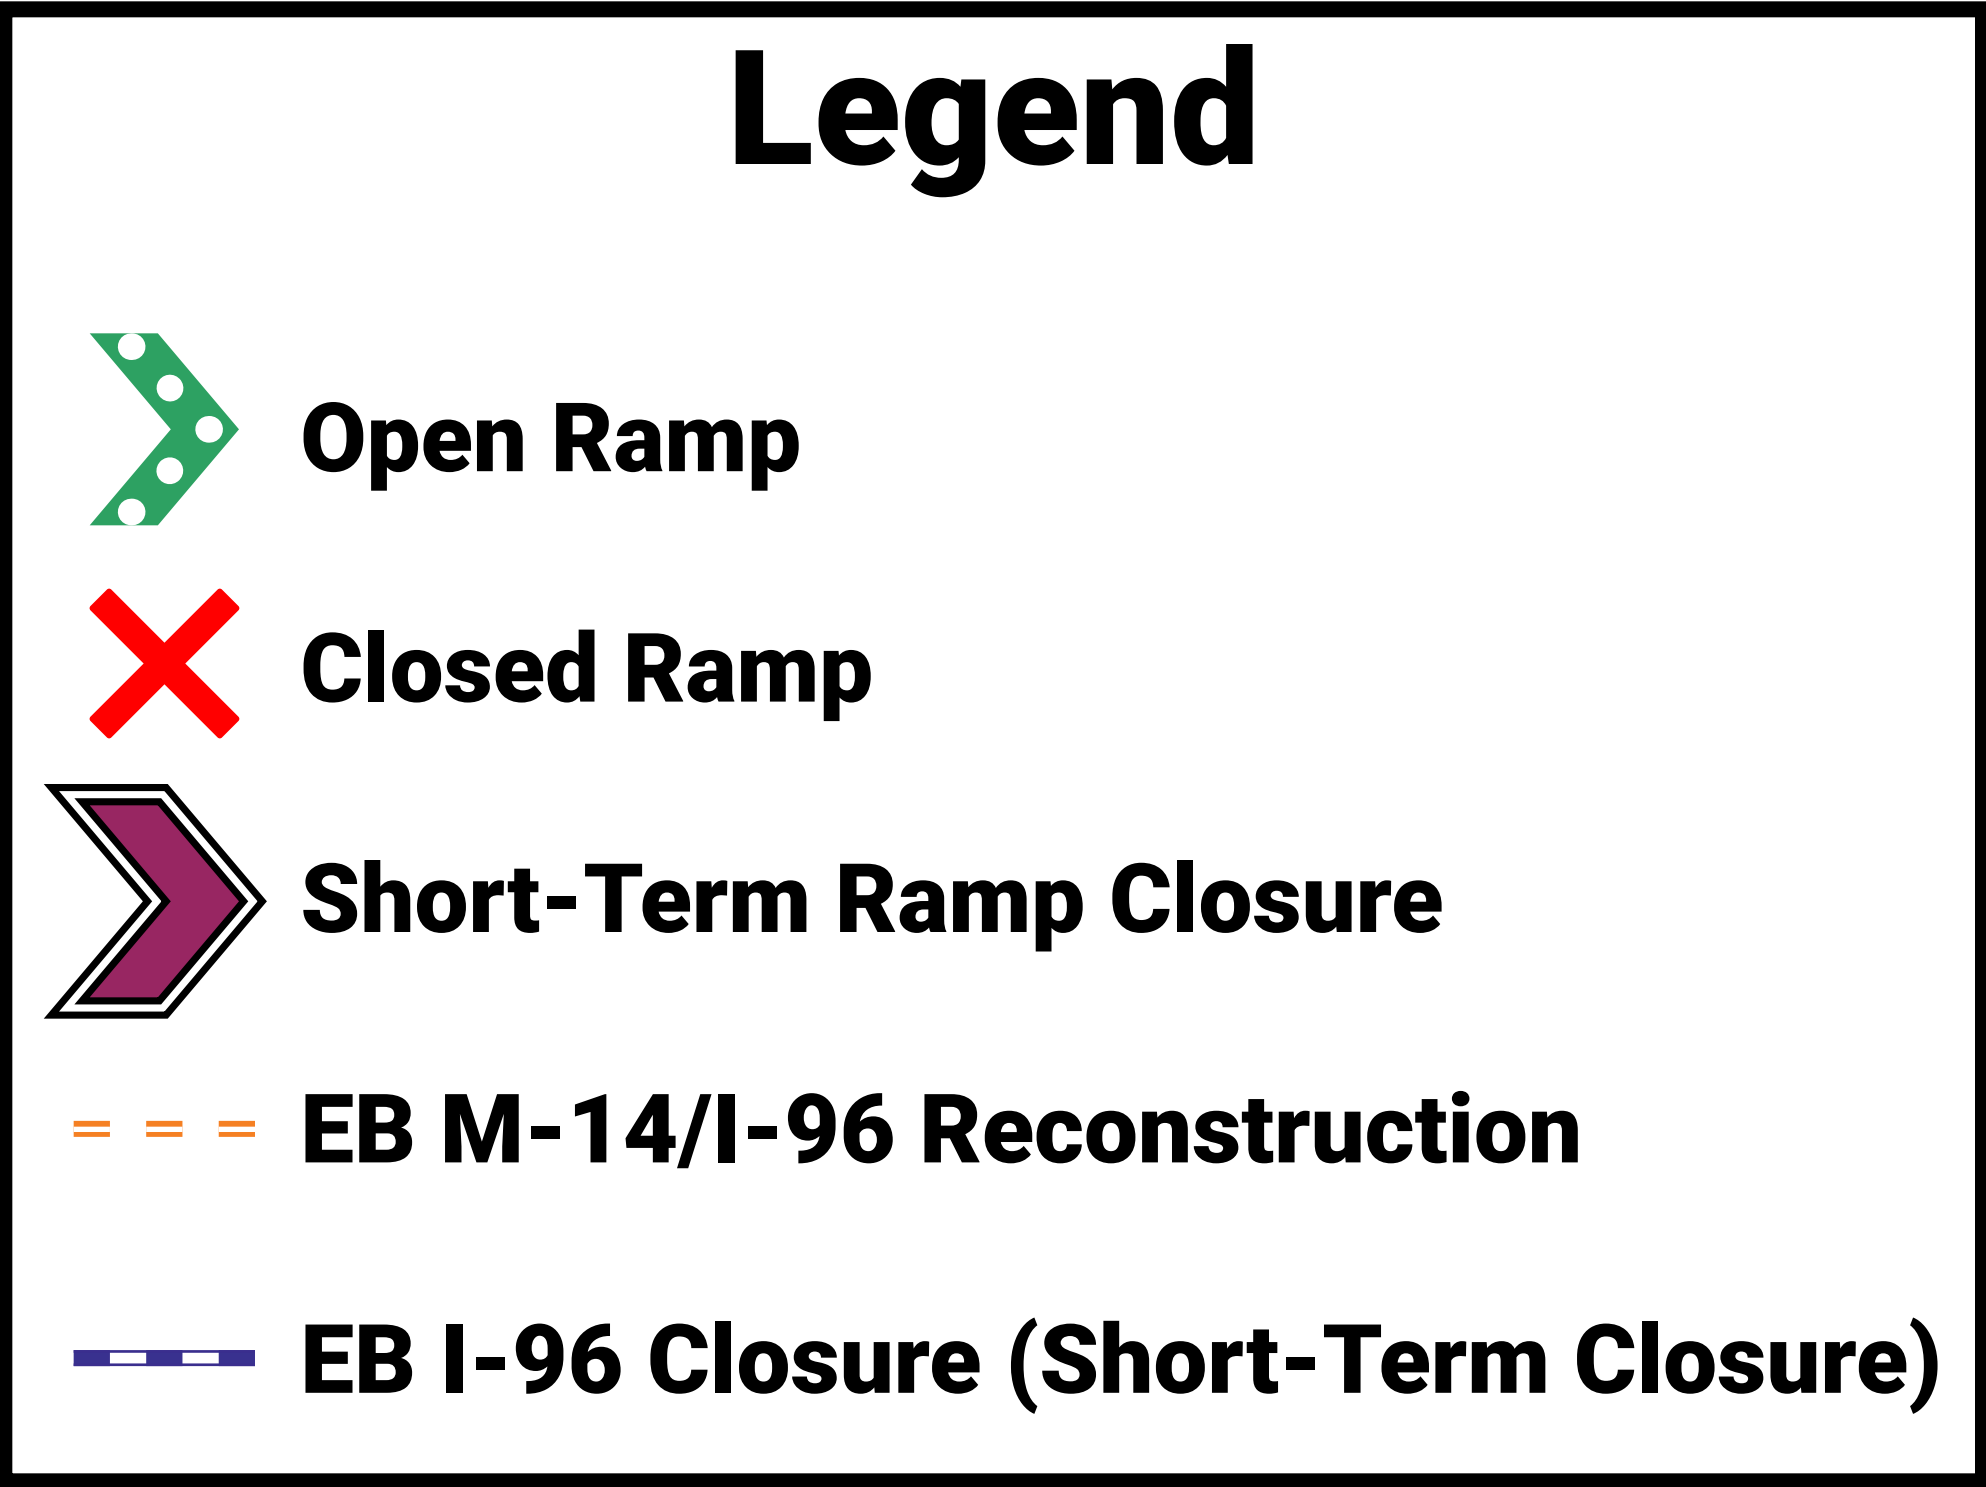 Legend
Open Ramp
Closed Ramp
Short-Term Ramp Closure
EB M-14/I-96 Reconstruction
EB I-96 Closure (Short-Term Closure)